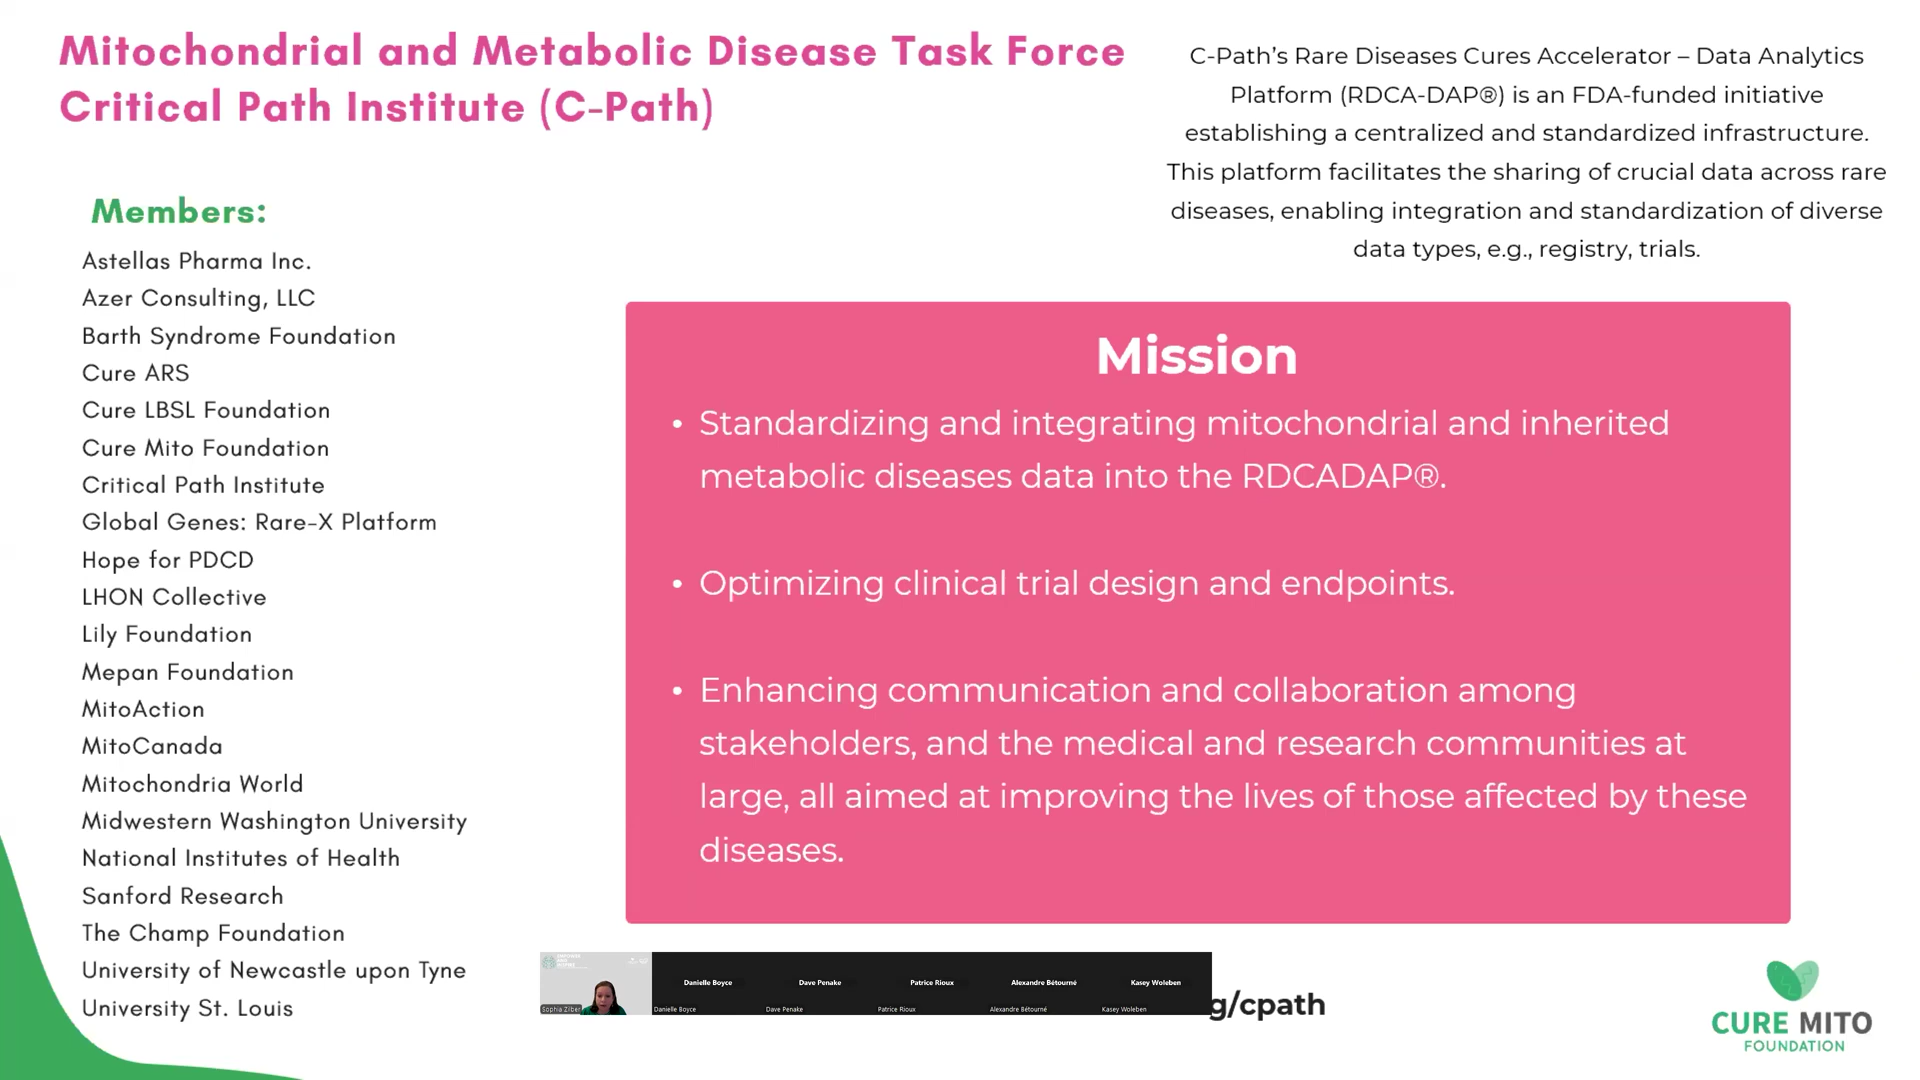 Mitochondrial and Metabolic Disease Task Force
Critical Path Institute (C-Path)
C-Path’s Rare Diseases Cures Accelerator – Data Analytics
Platform (RDCA-DAP®) is an FDA-funded initiative
establishing a centralized and standardized infrastructure.
This platform facilitates the sharing of crucial data across rare
diseases, enabling integration and standardization of diverse
data types, e.g., registry, trials.
Members:
Astellas Pharma Inc.
Azer Consulting, LLC
Barth Syndrome Foundation
Cure ARS
Cure LBSL Foundation
Cure Mito Foundation
Critical Path Institute
Global Genes: Rare-X Platform
Hope for PDCD
LHON Collective
Lily Foundation
Mepan Foundation
MitoAction
MitoCanada
Mitochondria World
Midwestern Washington University
National Institutes of Health
Sanford Research
The Champ Foundation
University of Newcastle upon Tyne
University St. Louis
Mission
• Standardizing and integrating mitochondrial and inherited
metabolic diseases data into the RDCADAP®.
• Optimizing clinical trial design and endpoints.
• Enhancing communication and collaboration among
stakeholders, and the medical and research communities at
large, all aimed at improving the lives of those affected by these
diseases.
Danielle Boyce Dave Penake Patrice Rioux Alexandre Bétourné Kasey Woleben
Sophia Zilber Danielle Boyce Dave Penake Patrice Rioux Alexandre Bétourné Kasey Woleben
g/cpath
CURE MITO
FOUNDATION